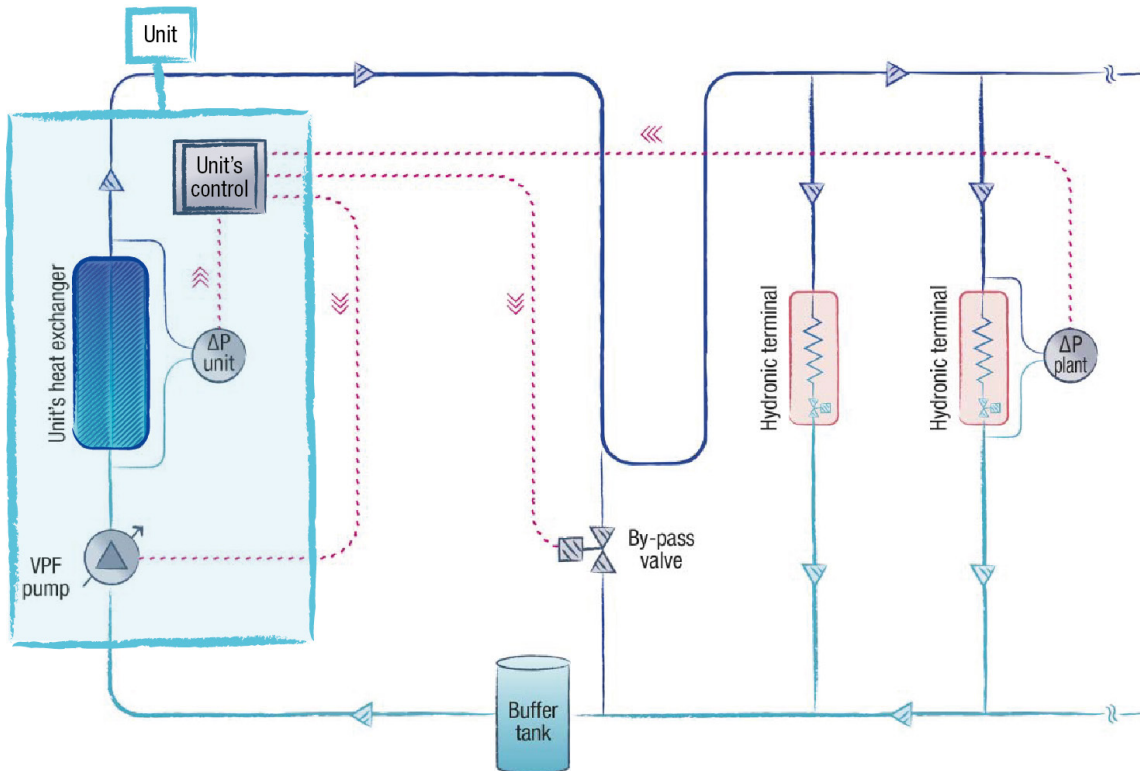 Unit
Unit's
control
Unit's heat exchanger
ΔP
unit
VPF
pump
By-pass
valve
Buffer
tank
Hydronic terminal
Hydronic terminal
ΔP
plant